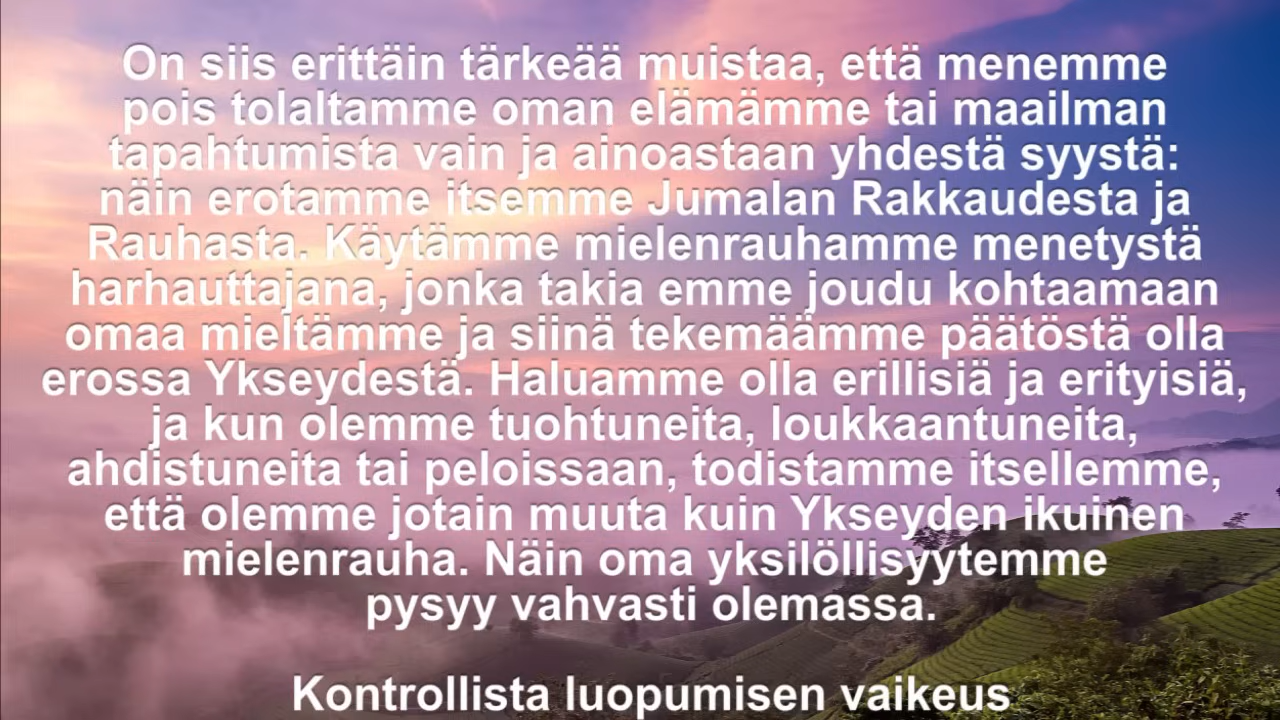 On siis erittäin tärkeää muistaa, että menemme
pois tolaltamme oman elämämme tai maailman
tapahtumista vain ja ainoastaan yhdestä syystä:
näin erotamme itsemme Jumalan Rakkaudesta ja
Rauhasta. Käytämme mielenrauhamme menetystä
harhauttajana, jonka takia emme joudu kohtaamaan
omaa mieltämme ja siinä tekemäämme päätöstä olla
erossa Ykseydestä. Haluamme olla erillisiä ja erityisiä,
ja kun olemme tuohtuneita, loukkaantuneita,
ahdistuneita tai peloissaan, todistamme itsellemme,
että olemme jotain muuta kuin Ykseyden ikuinen
mielenrauha. Näin oma yksilöllisyytemme
pysyy vahvasti olemassa.
Kontrollista luopumisen vaikeus